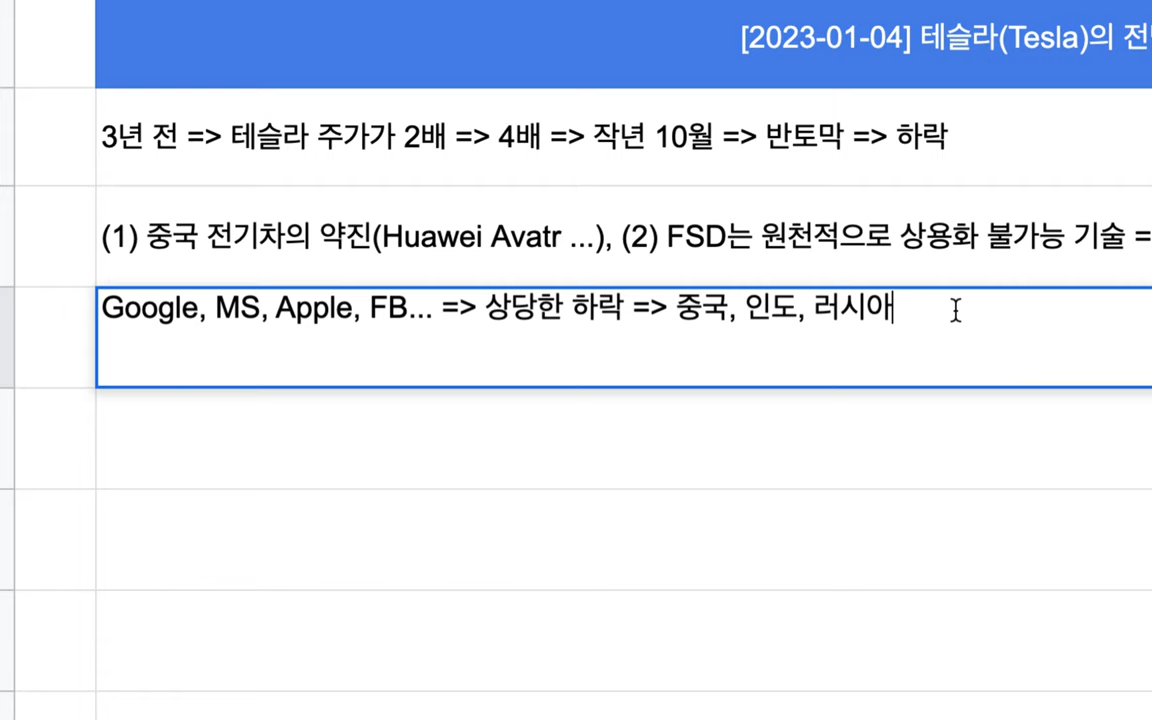 [2023-01-04] 테슬라(Tesla)의
3년 전 => 테슬라 주가가 2배 => 4배 => 작년 10월 => 반토막 => 하락
(1) 중국 전기차의 약진(Huawei Avatr ...), (2) FSD는 원천적으로 상용화 불가능 기술 =
Google, MS, Apple, FB... => 상당한 하락 => 중국, 인도, 러시아